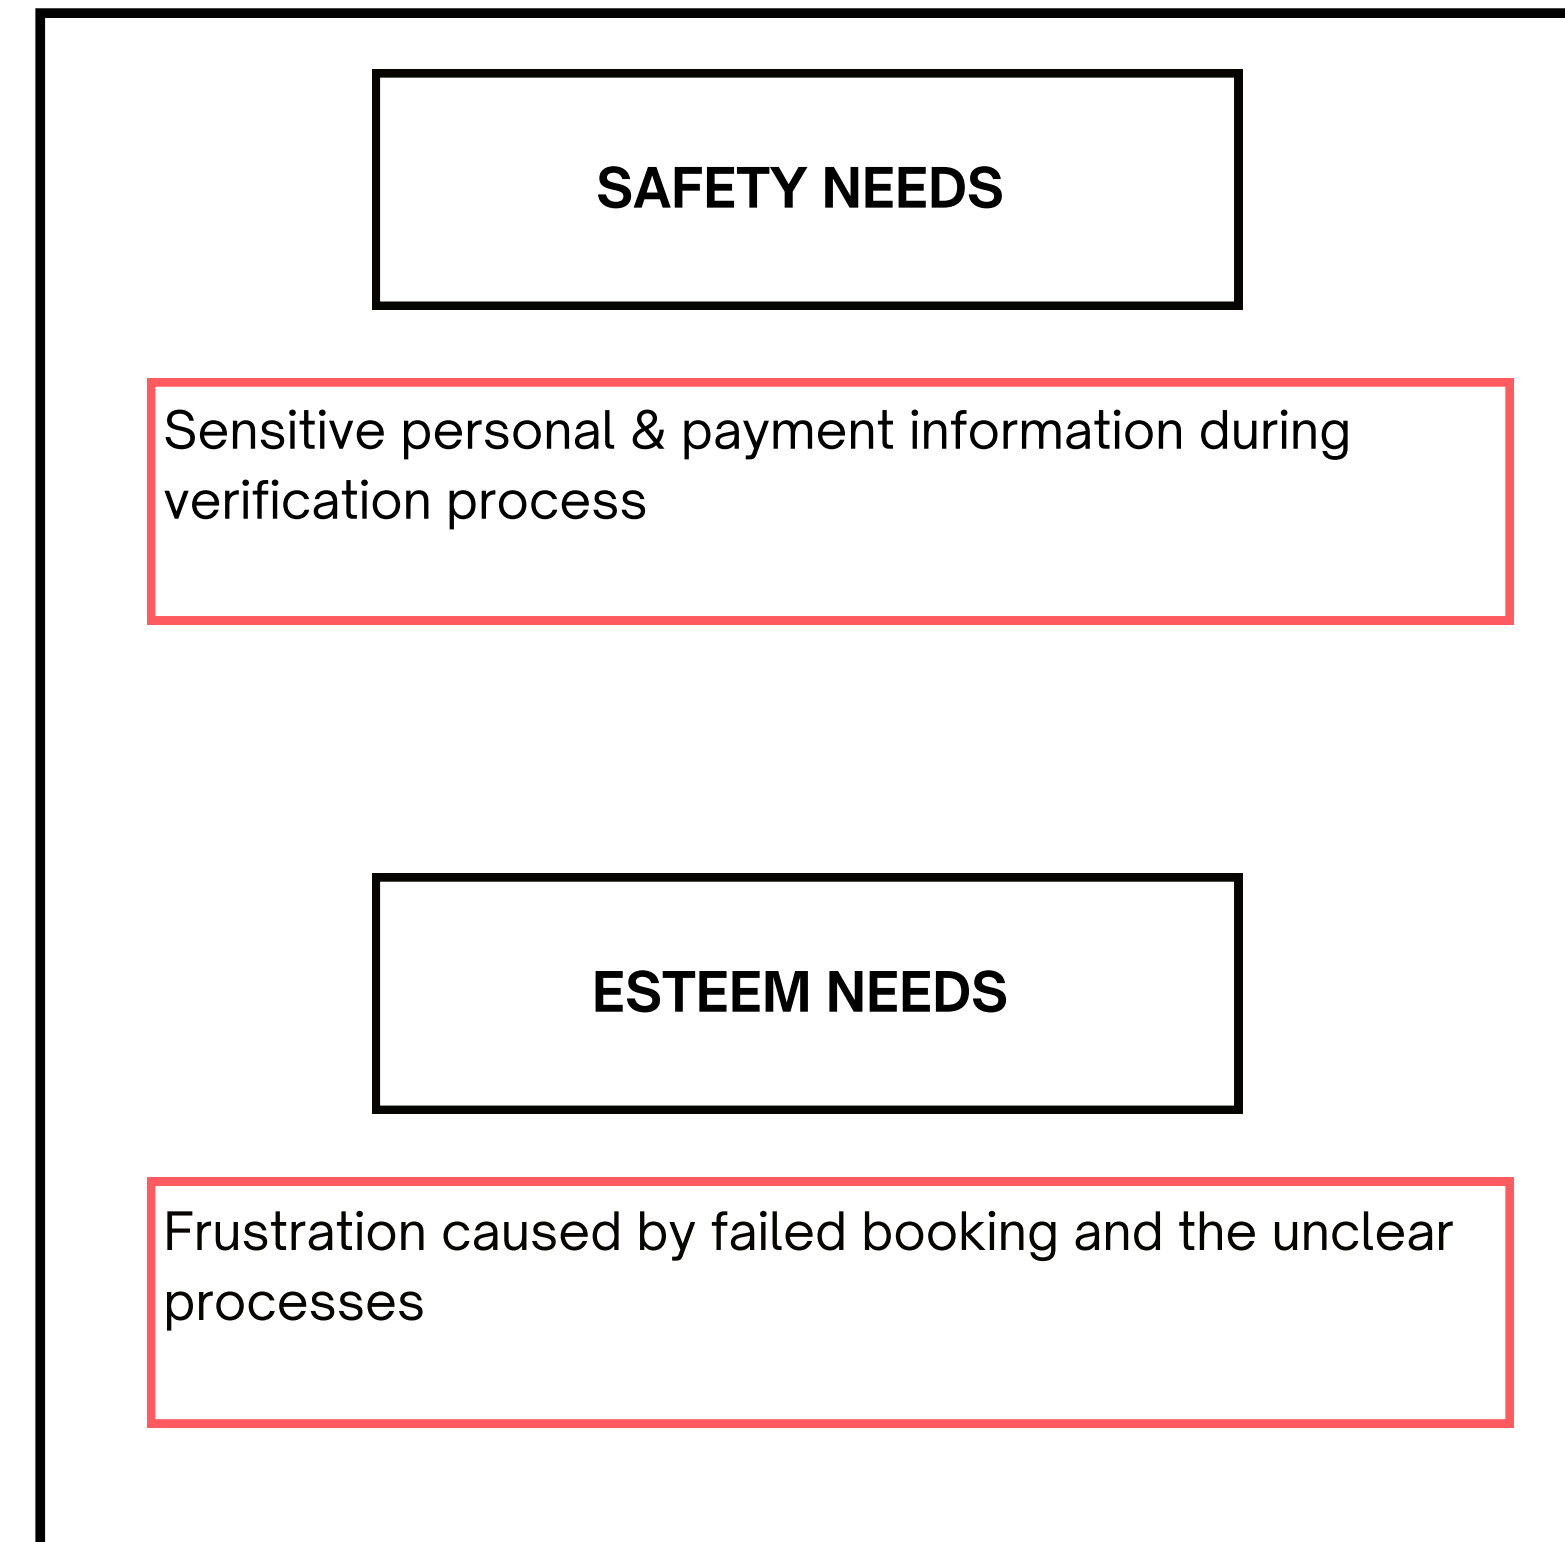 SAFETY NEEDS
Sensitive personal & payment information during
verification process
ESTEEM NEEDS
Frustration caused by failed booking and the unclear
processes